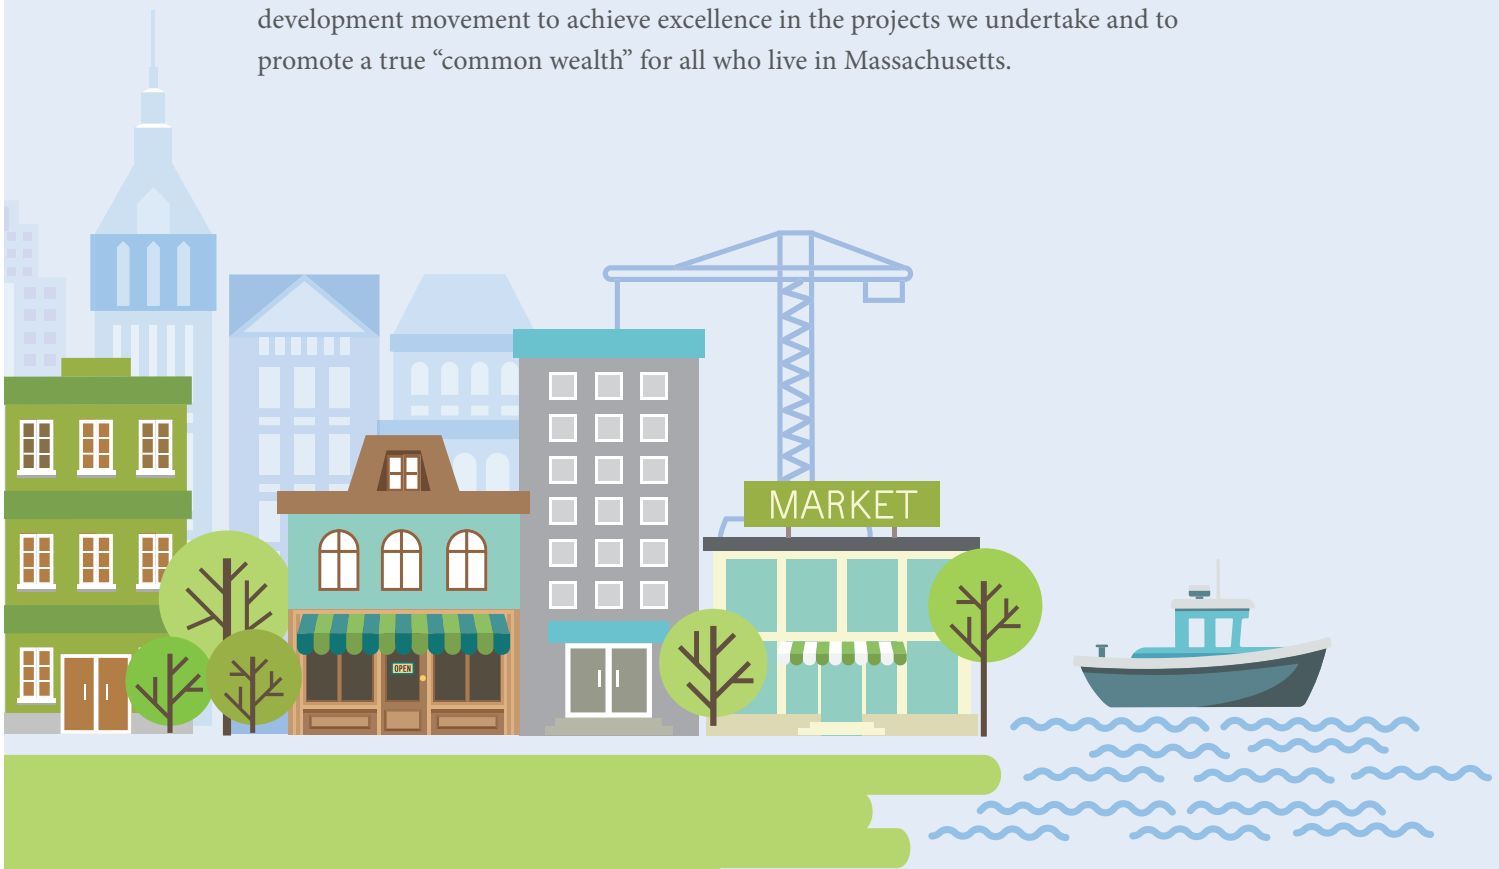 development movement to achieve excellence in the projects we undertake and to
promote a true “common wealth” for all who live in Massachusetts.
MARKET
OPEN